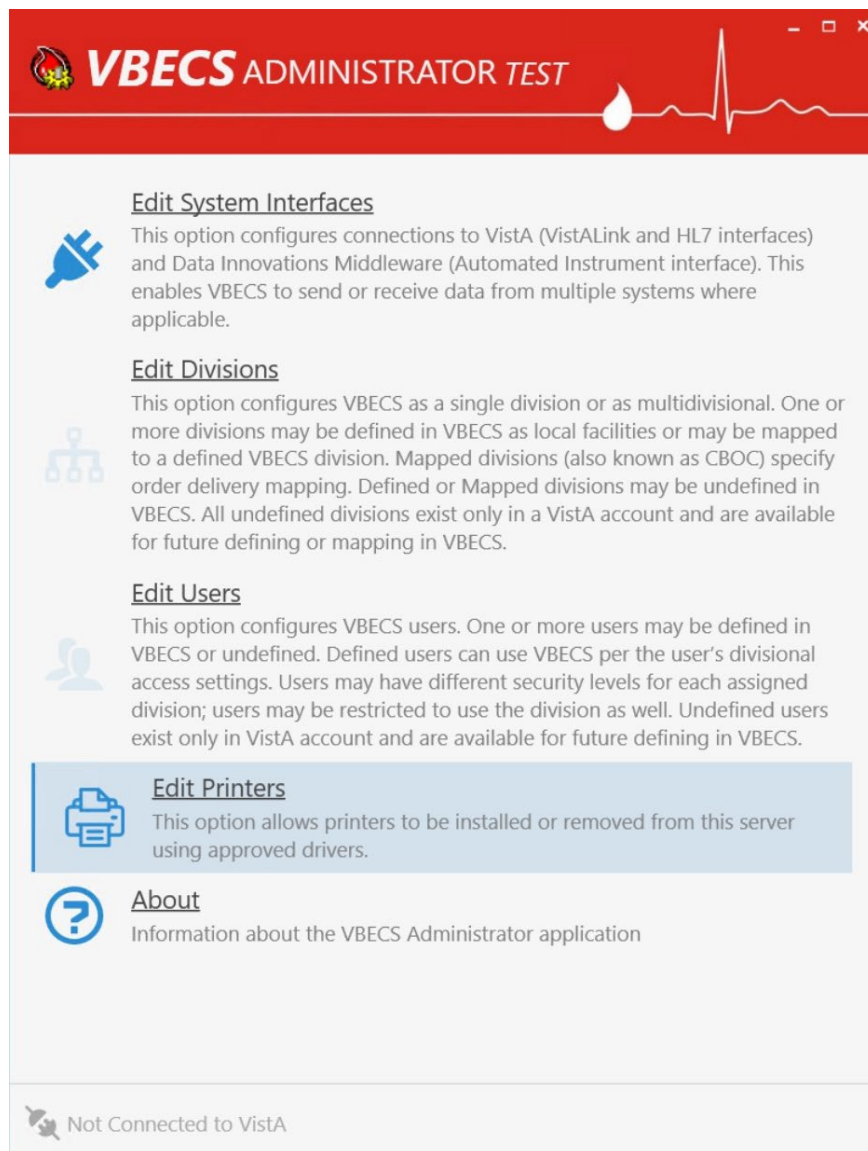 VBECS ADMINISTRATOR TEST
Edit System Interfaces
This option configures connections to VistA (VistALink and HL7 interfaces)
and Data Innovations Middleware (Automated Instrument interface). This
enables VBECS to send or receive data from multiple systems where
applicable.
Edit Divisions
This option configures VBECS as a single division or as multidivisional. One or
more divisions may be defined in VBECS as local facilities or may be mapped
to a defined VBECS division. Mapped divisions (also known as CBOC) specify
order delivery mapping. Defined or Mapped divisions may be undefined in
VBECS. All undefined divisions exist only in a VistA account and are available
for future defining or mapping in VBECS.
Edit Users
This option configures VBECS users. One or more users may be defined in
VBECS or undefined. Defined users can use VBECS per the user's divisional
access settings. Users may have different security levels for each assigned
division; users may be restricted to use the division as well. Undefined users
exist only in VistA account and are available for future defining in VBECS.
Edit Printers
This option allows printers to be installed or removed from this server
using approved drivers.
About
Information about the VBECS Administrator application
Not Connected to VistA